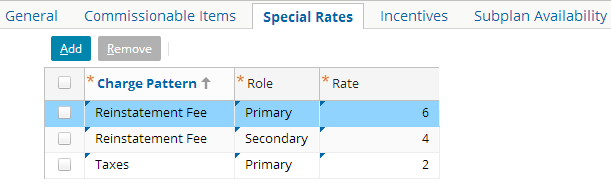 General Commissionable Items Special Rates Incentives Subplan Availability
Add Remove
* Charge Pattern ↑ * Role * Rate
Reinstatement Fee Primary 6
Reinstatement Fee Secondary 4
Taxes Primary 2